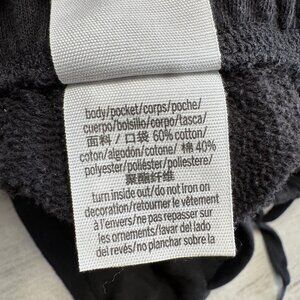 body/pocket/corps/poche/
cuerpo/bolsillo/corpo/tasca/
面料 / 口袋 60% cotton/
coton/algodón/cotone/ 棉 40%
polyester/poliéster/poliestere/
聚酯纤维
turn inside out/do not iron on
decoration/retourner le vêtement
à l'envers/ne pas repasser sur
les ornements/lavar del lado
del revés/no planchar sobre la